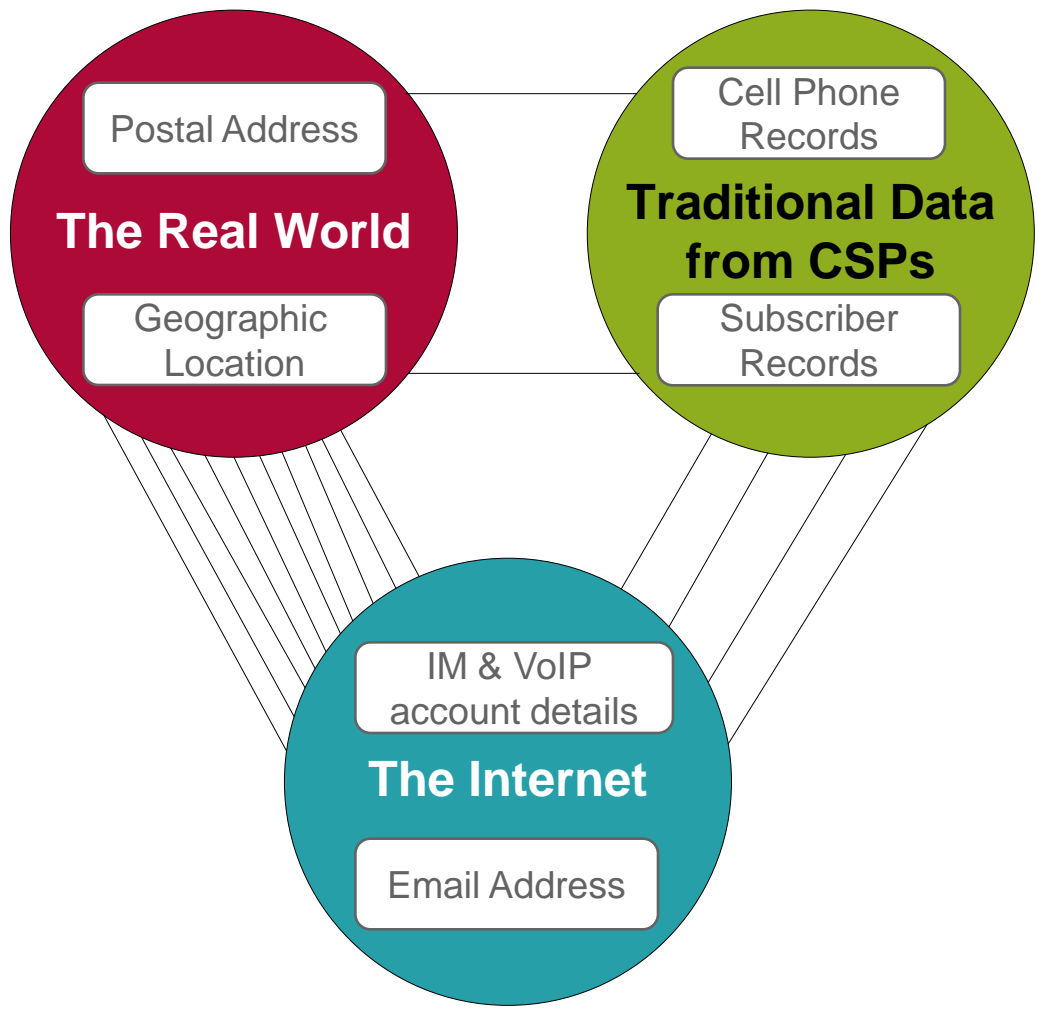 Postal Address
The Real World
Geographic
Location
Cell Phone
Records
Traditional Data
from CSPs
Subscriber
Records
IM & VoIP
account details
The Internet
Email Address